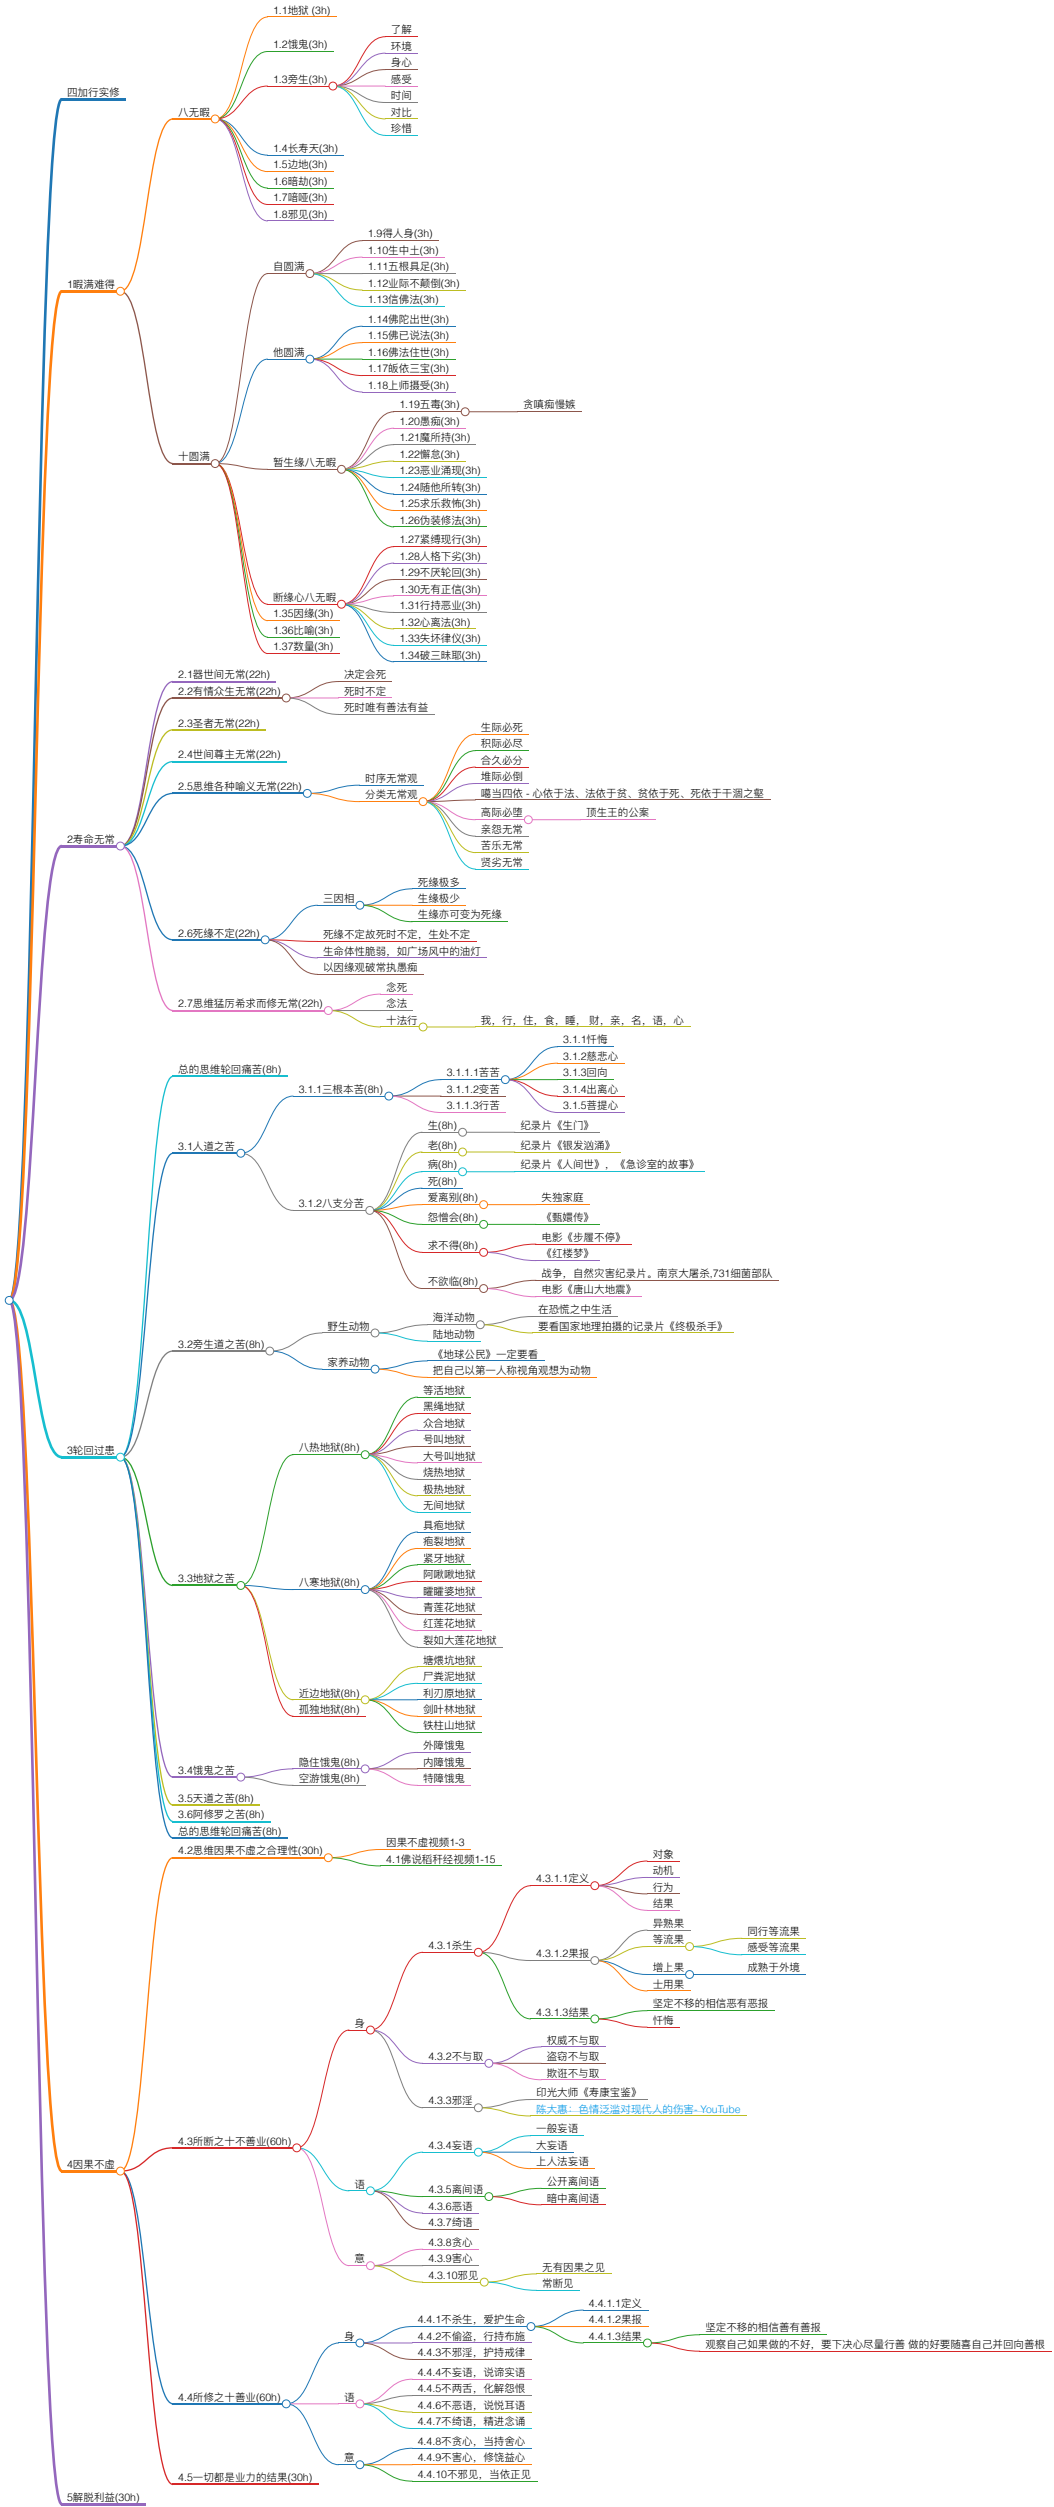 四加行实修
1暇满难得
八无暇
1.1地狱 (3h)
1.2饿鬼(3h)
1.3旁生(3h)
了解
环境
身心
感受
时间
对比
珍惜
1.4长寿天(3h)
1.5边地(3h)
1.6暗劫(3h)
1.7喑哑(3h)
1.8邪见(3h)
十圆满
自圆满
1.9得人身(3h)
1.10生中土(3h)
1.11五根具足(3h)
1.12业际不颠倒(3h)
1.13信佛法(3h)
他圆满
1.14佛陀出世(3h)
1.15佛已说法(3h)
1.16佛法住世(3h)
1.17皈依三宝(3h)
1.18上师摄受(3h)
暂生缘八无暇
1.19五毒(3h)
贪嗔痴慢嫉
1.20愚痴(3h)
1.21魔所持(3h)
1.22懈怠(3h)
1.23恶业涌现(3h)
1.24随他所转(3h)
1.25求乐救怖(3h)
1.26伪装修法(3h)
断缘心八无暇
1.27紧缚现行(3h)
1.28人格下劣(3h)
1.29不厌轮回(3h)
1.30无有正信(3h)
1.31行持恶业(3h)
1.32心离法(3h)
1.33失坏律仪(3h)
1.34破三昧耶(3h)
1.35因缘(3h)
1.36比喻(3h)
1.37数量(3h)
2寿命无常
2.1器世间无常(22h)
2.2有情众生无常(22h)
决定会死
死时不定
死时唯有善法有益
2.3圣者无常(22h)
2.4世间尊主无常(22h)
2.5思维各种喻义无常(22h)
时序无常观
分类无常观
生际必死
积际必尽
合久必分
堆际必倒
噶当四依 - 心依于法、法依于贫、贫依于死、死依于干涸之壑
高际必堕
顶生王的公案
亲怨无常
苦乐无常
贤劣无常
2.6死缘不定(22h)
三因相
死缘极多
生缘极少
生缘亦可变为死缘
死缘不定故死时不定，生处不定
生命体性脆弱，如广场风中的油灯
以因缘观破常执愚痴
2.7思维猛厉希求而修无常(22h)
念死
念法
十法行
我，行，住，食，睡， 财，亲，名，语，心
3轮回过患
总的思维轮回痛苦(8h)
3.1人道之苦
3.1.1三根本苦(8h)
3.1.1.1苦苦
3.1.1忏悔
3.1.2慈悲心
3.1.3回向
3.1.4出离心
3.1.5菩提心
3.1.1.2变苦
3.1.1.3行苦
3.1.2八支分苦
生(8h)
纪录片《生门》
老(8h)
纪录片《银发汹涌》
病(8h)
纪录片《人间世》，《急诊室的故事》
死(8h)
爱离别(8h)
失独家庭
怨憎会(8h)
《甄嬛传》
求不得(8h)
电影《步履不停》
《红楼梦》
不欲临(8h)
战争，自然灾害纪录片。南京大屠杀,731细菌部队
电影《唐山大地震》
3.2旁生道之苦(8h)
野生动物
海洋动物
在恐慌之中生活
要看国家地理拍摄的记录片《终极杀手》
陆地动物
家养动物
《地球公民》一定要看
把自己以第一人称视角观想为动物
3.3地狱之苦
八热地狱(8h)
等活地狱
黑绳地狱
众合地狱
号叫地狱
大号叫地狱
烧热地狱
极热地狱
无间地狱
八寒地狱(8h)
具疱地狱
疱裂地狱
紧牙地狱
阿啾啾地狱
矐矐婆地狱
青莲花地狱
红莲花地狱
裂如大莲花地狱
近边地狱(8h)
塘煨坑地狱
尸粪泥地狱
利刃原地狱
剑叶林地狱
铁柱山地狱
孤独地狱(8h)
3.4饿鬼之苦
隐住饿鬼(8h)
外障饿鬼
内障饿鬼
特障饿鬼
空游饿鬼(8h)
3.5天道之苦(8h)
3.6阿修罗之苦(8h)
总的思维轮回痛苦(8h)
4因果不虚
4.2思维因果不虚之合理性(30h)
因果不虚视频1-3
4.1佛说稻秆经视频1-15
4.3所断之十不善业(60h)
身
4.3.1杀生
4.3.1.1定义
对象
动机
行为
结果
4.3.1.2果报
异熟果
等流果
同行等流果
感受等流果
增上果
成熟于外境
士用果
4.3.1.3结果
坚定不移的相信恶有恶报
忏悔
4.3.2不与取
权威不与取
盗窃不与取
欺诳不与取
4.3.3邪淫
印光大师《寿康宝鉴》
陈大惠：色情泛滥对现代人的伤害- YouTube
语
4.3.4妄语
一般妄语
大妄语
上人法妄语
4.3.5离间语
公开离间语
暗中离间语
4.3.6恶语
4.3.7绮语
意
4.3.8贪心
4.3.9害心
4.3.10邪见
无有因果之见
常断见
4.4所修之十善业(60h)
身
4.4.1不杀生，爱护生命
4.4.1.1定义
4.4.1.2果报
4.4.1.3结果
坚定不移的相信善有善报
观察自己如果做的不好，要下决心尽量行善 做的好要随喜自己并回向善根
4.4.2不偷盗，行持布施
4.4.3不邪淫，护持戒律
语
4.4.4不妄语，说谛实语
4.4.5不两舌，化解怨恨
4.4.6不恶语，说悦耳语
4.4.7不绮语，精进念诵
意
4.4.8不贪心，当持舍心
4.4.9不害心，修饶益心
4.4.10不邪见，当依正见
4.5一切都是业力的结果(30h)
5解脱利益(30h)